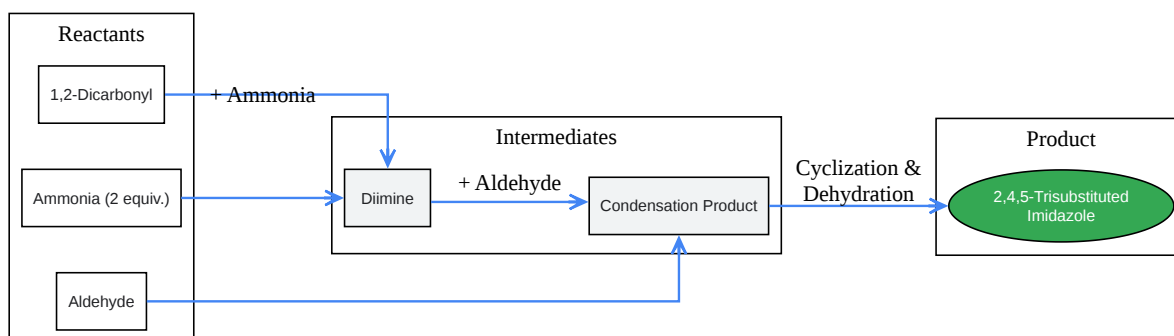 Reactants
1,2-Dicarbonyl
+ Ammonia
Ammonia (2 equiv.)
Aldehyde
Intermediates
Diimine
+ Aldehyde
Condensation Product
Cyclization &
Dehydration
Product
2,4,5-Trisubstituted
Imidazole